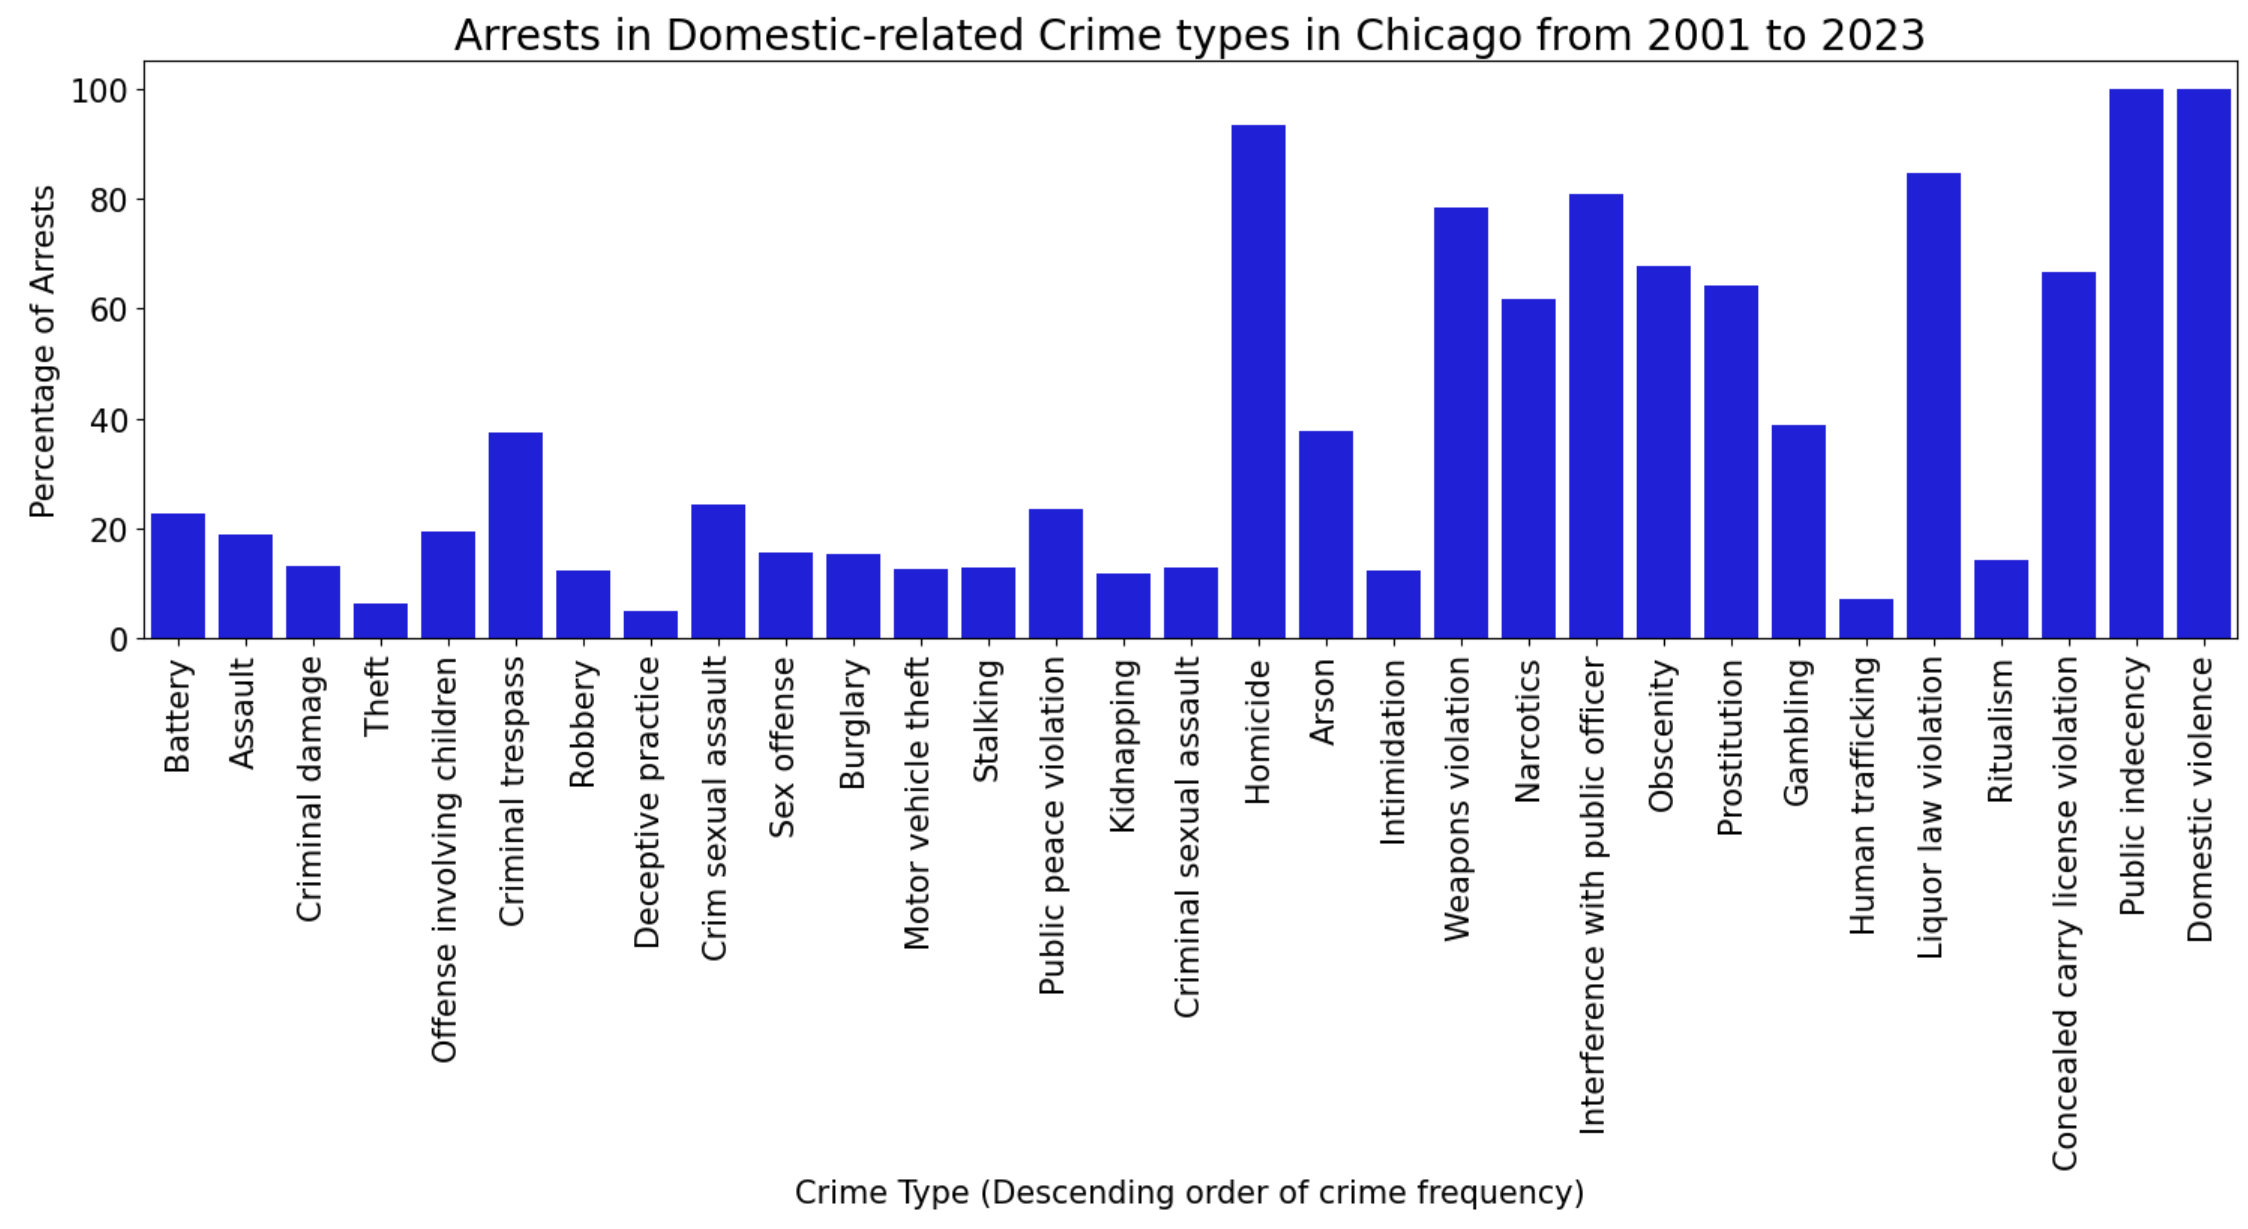 Arrests in Domestic-related Crime types in Chicago from 2001 to 2023
Percentage of Arrests
100
80
60
40
20
0
Battery
Assault
Criminal damage
Theft
Offense involving children
Criminal trespass
Robbery
Deceptive practice
Crim sexual assault
Sex offense
Burglary
Motor vehicle theft
Stalking
Public peace violation
Kidnapping
Criminal sexual assault
Homicide
Arson
Intimidation
Weapons violation
Narcotics
Interference with public officer
Obscenity
Prostitution
Gambling
Human trafficking
Liquor law violation
Ritualism
Concealed carry license violation
Public indecency
Domestic violence
Crime Type (Descending order of crime frequency)